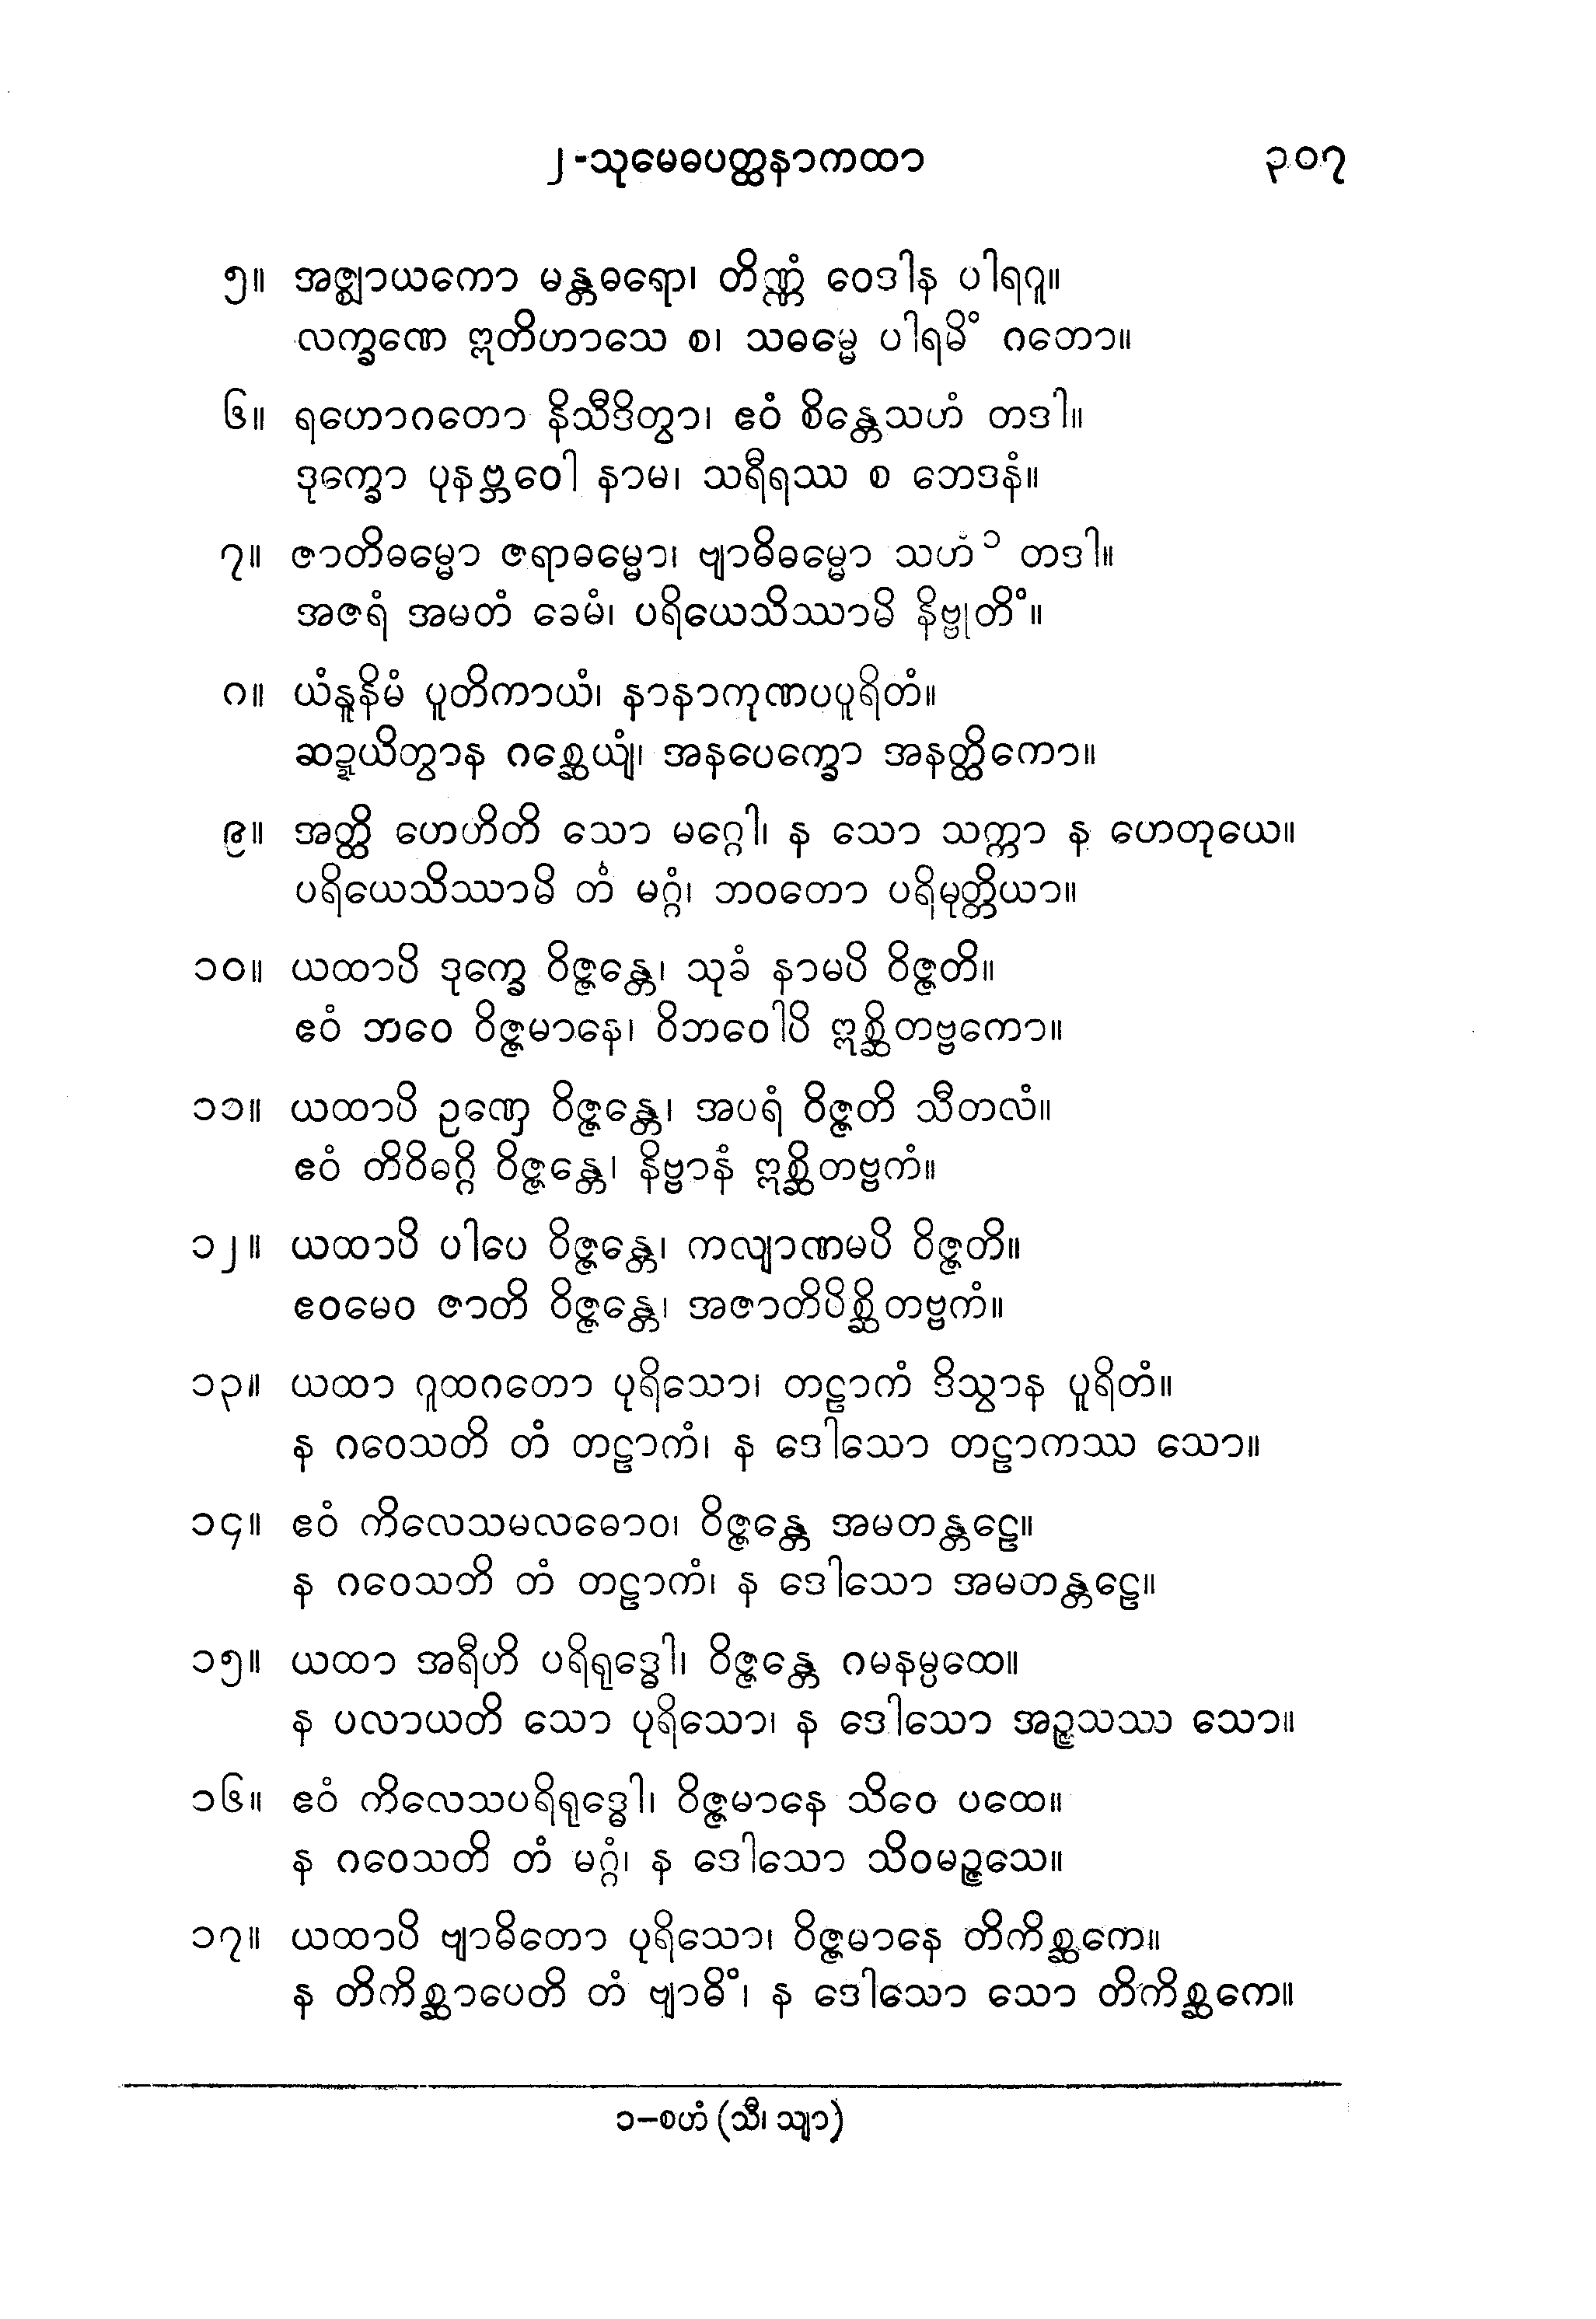 ၂-သုမေဓပတ္ထနာကထာ ၃၀၇
၅။ အဇ္ဈာယကော မန္တဓရော၊ တိဏ္ဏံ ဝေဒါန ပါရဂူ။
လက္ခဏေ ဣတိဟာသေ စ၊ သဓမ္မေ ပါရမိံ ဂတော။
၆။ ရဟောဂတော နိသီဒိတွာ၊ ဧဝံ စိန္တေသဟံ တဒါ။
ဒုက္ခော ပုနဗ္ဘဝေါ နာမ၊ သရီရဿ စ ဘေဒနံ။
၇။ ဇာတိဓမ္မော ဇရာဓမ္မော၊ ဗျာဓိဓမ္မော သဟံ ၁ တဒါ။
အဇရံ အမတံ ခေမံ၊ ပရိယေသိဿာမိ နိဗ္ဗုတိံ။
၈။ ယံနူနိမံ ပူတိကာယံ၊ နာနာကုဏပပူရိတံ။
ဆဍ္ဍယိတွာန ဂစ္ဆေယျံ၊ အနပေက္ခော အနတ္ထိကော။
၉။ အတ္ထိ ဟေဟိတိ သော မဂ္ဂေါ၊ န သော သက္ကာ န ဟေတုယေ။
ပရိယေသိဿာမိ တံ မဂ္ဂံ၊ ဘဝတော ပရိမုတ္တိယာ။
၁၀။ ယထာပိ ဒုက္ခေ ဝိဇ္ဇန္တေ၊ သုခံ နာမပိ ဝိဇ္ဇတိ။
ဧဝံ ဘဝေ ဝိဇ္ဇမာနေ၊ ဝိဘဝေါပိ ဣစ္ဆိတဗ္ဗကော။
၁၁။ ယထာပိ ဥဏှေ ဝိဇ္ဇန္တေ၊ အပရံ ဝိဇ္ဇတိ သီတလံ။
ဧဝံ တိဝိဓဂ္ဂိ ဝိဇ္ဇန္တေ၊ နိဗ္ဗာနံ ဣစ္ဆိတဗ္ဗကံ။
၁၂။ ယထာပိ ပါပေ ဝိဇ္ဇန္တေ၊ ကလျာဏမပိ ဝိဇ္ဇတိ။
ဧဝမေဝ ဇာတိ ဝိဇ္ဇန္တေ၊ အဇာတိပိစ္ဆိတဗ္ဗကံ။
၁၃။ ယထာ ဂူထဂတော ပုရိသော၊ တဠာကံ ဒိသွာန ပူရိတံ။
န ဂဝေသတိ တံ တဠာကံ၊ န ဒေါသော တဠာကဿ သော။
၁၄။ ဧဝံ ကိလေသမလဓောဝ၊ ဝိဇ္ဇန္တေ အမတန္တဠေ။
န ဂဝေသတိ တံ တဠာကံ၊ န ဒေါသော အမတန္တဠေ။
၁၅။ ယထာ အရီဟိ ပရိရုဒ္ဓေါ၊ ဝိဇ္ဇန္တေ ဂမနမ္ပထေ။
န ပလာယတိ သော ပုရိသော၊ န ဒေါသော အဉ္ဇသဿ သော။
၁၆။ ဧဝံ ကိလေသပရိရုဒ္ဓေါ၊ ဝိဇ္ဇမာနေ သိဝေ ပထေ။
န ဂဝေသတိ တံ မဂ္ဂံ၊ န ဒေါသော သိဝမဉ္ဇသေ။
၁၇။ ယထာပိ ဗျာဓိတော ပုရိသော၊ ဝိဇ္ဇမာနေ တိကိစ္ဆကေ။
န တိကိစ္ဆာပေတိ တံ ဗျာဓိံ၊ န ဒေါသော သော တိကိစ္ဆကေ။
၁–စဟံ (သီ၊ သျာ)